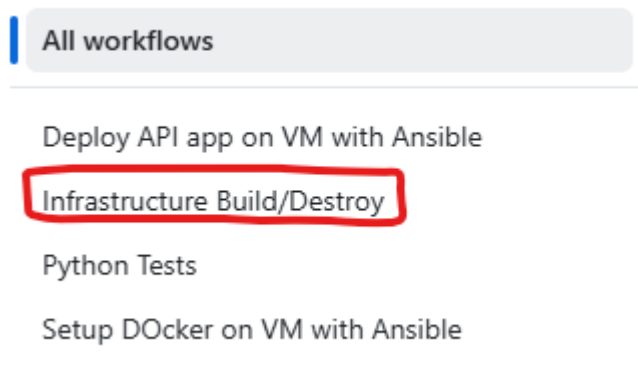 All workflows
Deploy API app on VM with Ansible
Infrastructure Build/Destroy
Python Tests
Setup DOcker on VM with Ansible